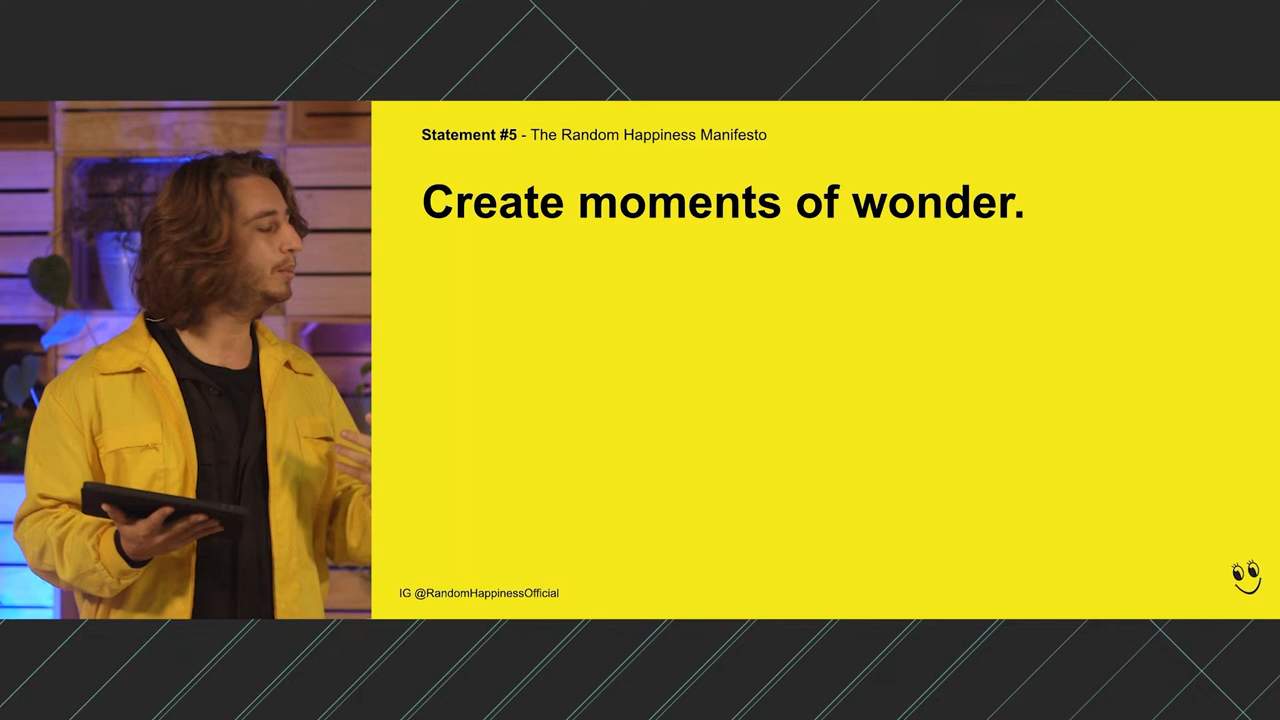 Statement #5 - The Random Happiness Manifesto
Create moments of wonder.
IG @RandomHappinessOfficial